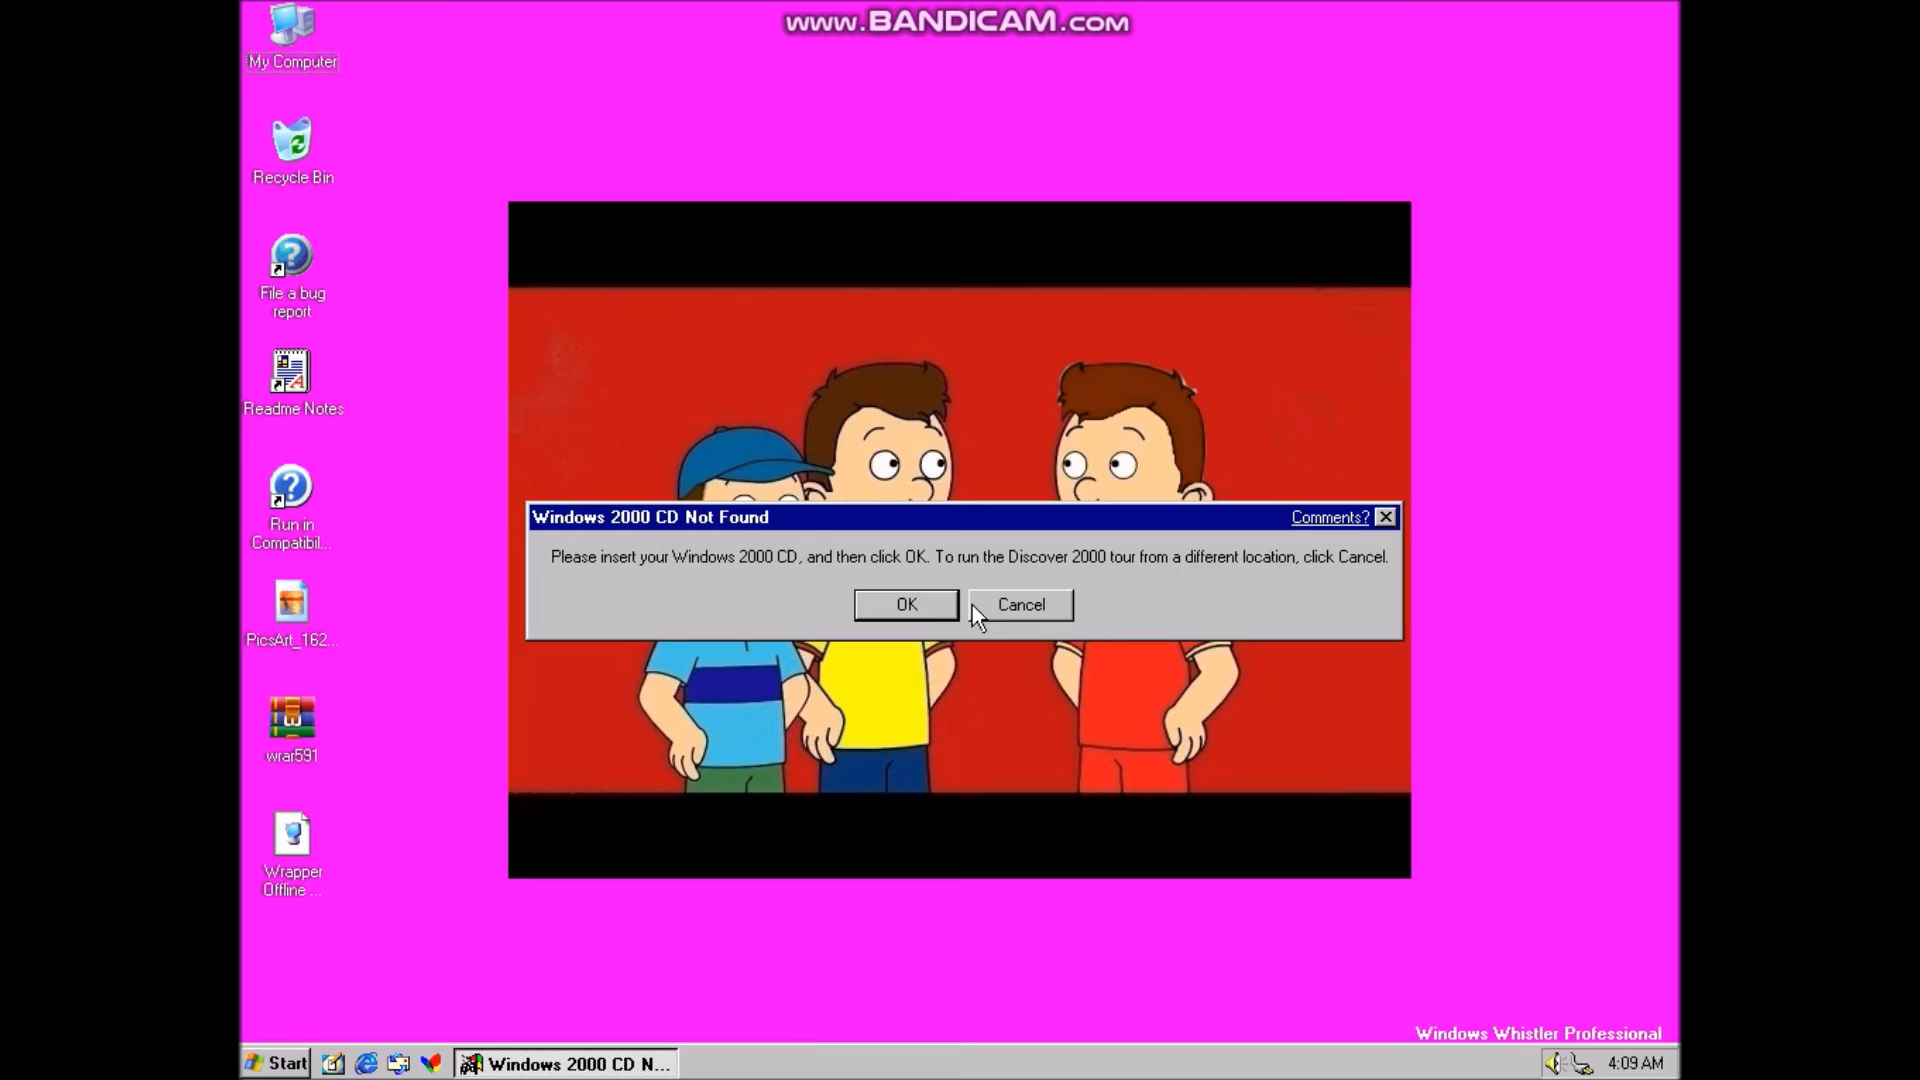 www.BANDICAM.com
My Computer
Recycle Bin
File a bug
report
Readme Notes
Run in
Compatibil...
PicsArt_162...
wrar591
Wrapper
Offline ...
Windows 2000 CD Not Found
Comments?
Please insert your Windows 2000 CD, and then click OK. To run the Discover 2000 tour from a different location, click Cancel.
OK
Cancel
Windows Whistler Professional
Start
Windows 2000 CD N...
4:09 AM